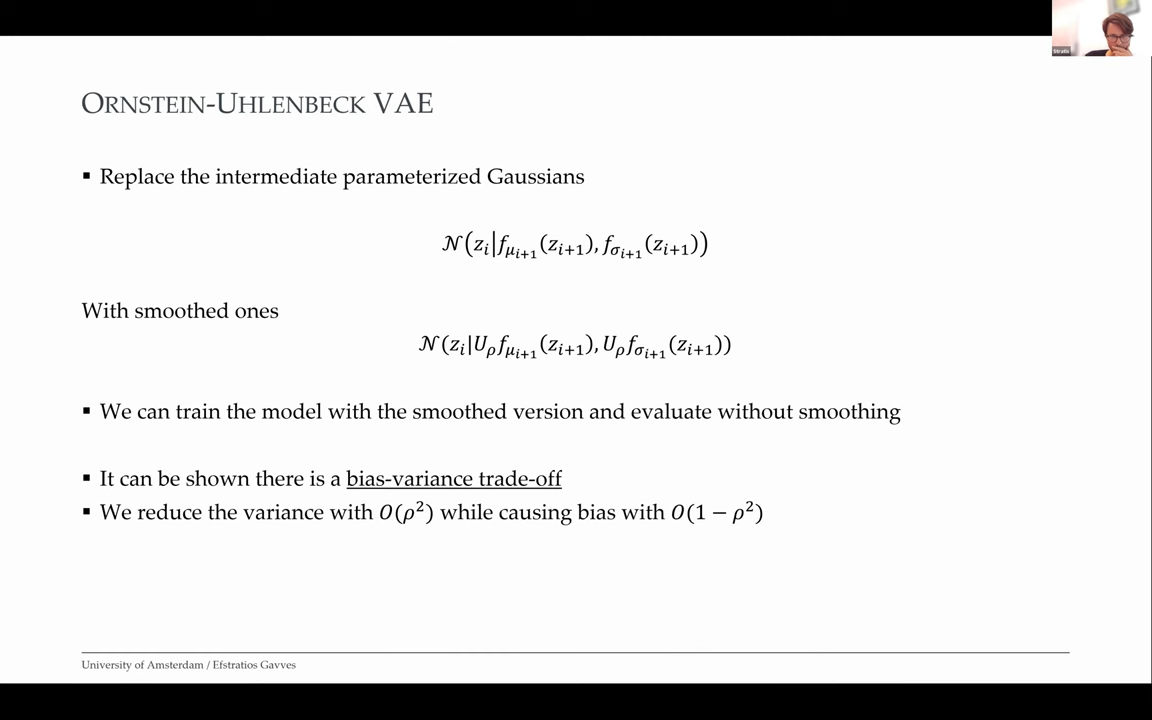 Stratis
ORNSTEIN-UHLENBECK VAE
▪ Replace the intermediate parameterized Gaussians
𝒩(z_i|f_{μ_{i+1}}(z_{i+1}), f_{σ_{i+1}}(z_{i+1}))
With smoothed ones
𝒩(z_i|U_ρ f_{μ_{i+1}}(z_{i+1}), U_ρ f_{σ_{i+1}}(z_{i+1}))
▪ We can train the model with the smoothed version and evaluate without smoothing
▪ It can be shown there is a bias-variance trade-off
▪ We reduce the variance with O(ρ²) while causing bias with O(1 − ρ²)
University of Amsterdam / Efstratios Gavves